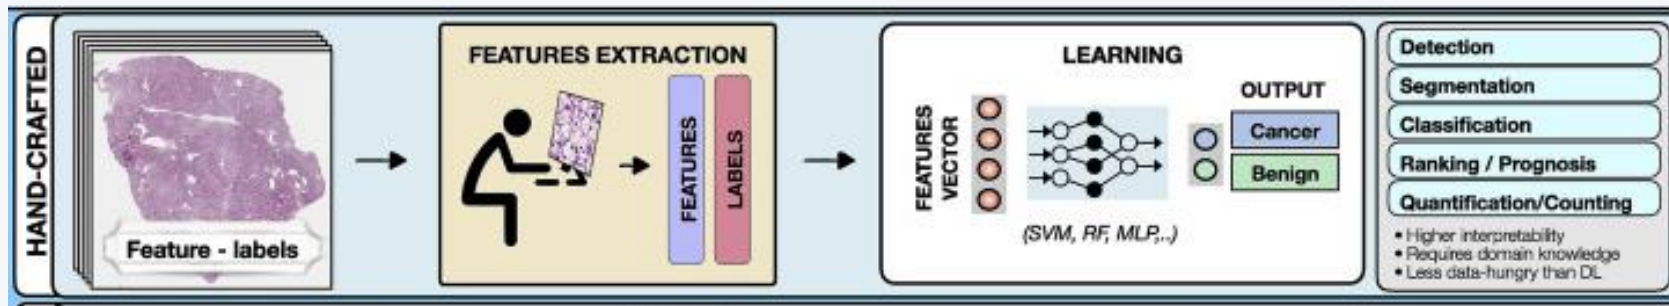 HAND-CRAFTED
Feature - labels
FEATURES EXTRACTION
FEATURES
LABELS
LEARNING
FEATURES
VECTOR
(SVM, RF, MLP,..)
OUTPUT
Cancer
Benign
Detection
Segmentation
Classification
Ranking / Prognosis
Quantification/Counting
• Higher interpretability
• Requires domain knowledge
• Less data-hungry than DL